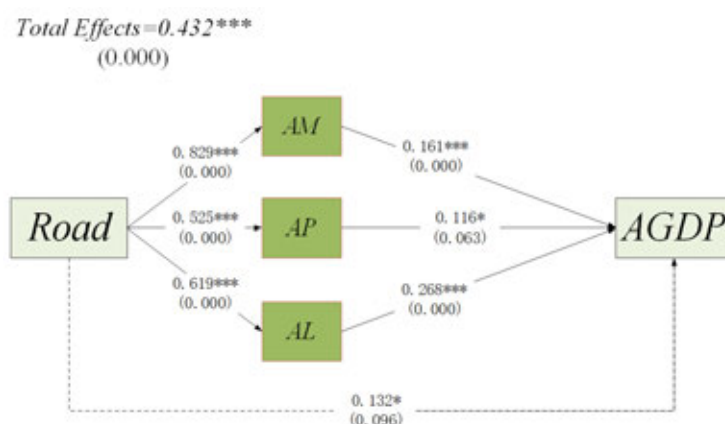 Total Effects=0.432***
(0.000)
AM
0.829***
(0.000)
0.161***
(0.000)
Road
0.525***
(0.000)
AP
0.116*
(0.063)
AGDP
0.619***
(0.000)
0.268***
(0.000)
AL
0.132*
(0.096)